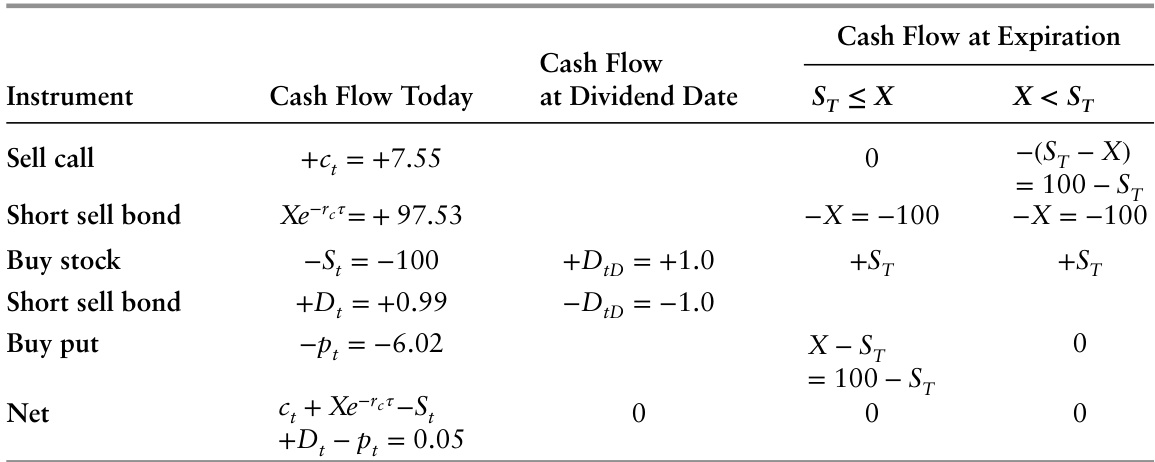 Cash Flow at Expiration
Cash Flow
Instrument Cash Flow Today at Dividend Date S_T ≤ X X < S_T
Sell call +c_t = +7.55 0 −(S_T − X)
= 100 − S_T
Short sell bond Xe^{−r_cτ}= + 97.53 −X = −100 −X = −100
Buy stock −S_t = −100 +D_{tD} = +1.0 +S_T +S_T
Short sell bond +D_t = +0.99 −D_{tD} = −1.0
Buy put −p_t = −6.02 X − S_T 0
= 100 − S_T
Net c_t + Xe^{−r_cτ}−S_t 0 0 0
+D_t − p_t = 0.05